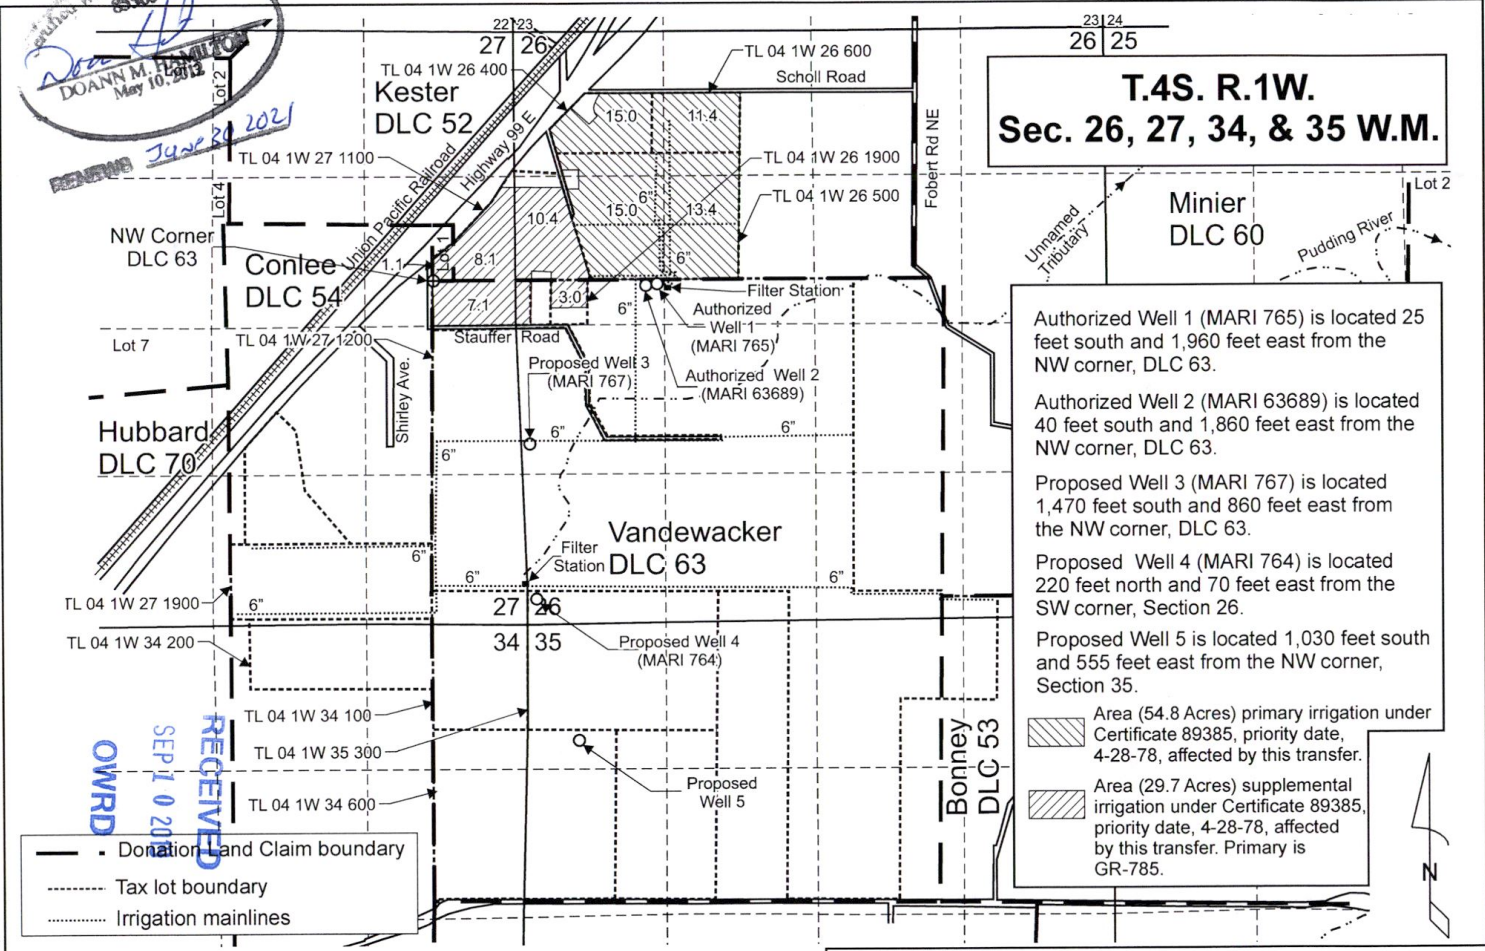 DOANN M. HAMILTON
May 10, 2012
RENEWED June 30 2021
Lot 2
Lot 4
22 23
27 26
23 24
26 25
T.4S. R.1W.
Sec. 26, 27, 34, & 35 W.M.
TL 04 1W 26 600
Scholl Road
TL 04 1W 26 400
Kester
DLC 52
Highway 99 E
Union Pacific Railroad
TL 04 1W 27 1100
15.0
11.4
TL 04 1W 26 1900
Fobert Rd NE
6"
TL 04 1W 26 500
10.4
15.0
13.4
Unnamed
Tributary
Minier
DLC 60
Lot 2
Pudding River
NW Corner
DLC 63
Conlee
DLC 54
1.1
Lot 1
8.1
6"
7.1
3.0
Filter Station
6"
Authorized
Well 1
(MARI 765)
Lot 7
TL 04 1W 27 1200
Stauffer Road
Shirley Ave.
Proposed Well 3
(MARI 767)
Authorized Well 2
(MARI 63689)
Hubbard
DLC 70
6"
6"
6"
Vandewacker
DLC 63
Filter
Station
6"
6"
6"
TL 04 1W 27 1900
6"
27 26
34 35
TL 04 1W 34 200
Proposed Well 4
(MARI 764)
TL 04 1W 34 100
TL 04 1W 35 300
TL 04 1W 34 600
Proposed
Well 5
Bonney
DLC 53
Authorized Well 1 (MARI 765) is located 25
feet south and 1,960 feet east from the
NW corner, DLC 63.
Authorized Well 2 (MARI 63689) is located
40 feet south and 1,860 feet east from the
NW corner, DLC 63.
Proposed Well 3 (MARI 767) is located
1,470 feet south and 860 feet east from
the NW corner, DLC 63.
Proposed Well 4 (MARI 764) is located
220 feet north and 70 feet east from the
SW corner, Section 26.
Proposed Well 5 is located 1,030 feet south
and 555 feet east from the NW corner,
Section 35.
Area (54.8 Acres) primary irrigation under
Certificate 89385, priority date,
4-28-78, affected by this transfer.
Area (29.7 Acres) supplemental
irrigation under Certificate 89385,
priority date, 4-28-78, affected
by this transfer. Primary is
GR-785.
N
RECEIVED
SEP 10
OWRD
Donation Land Claim boundary
Tax lot boundary
Irrigation mainlines